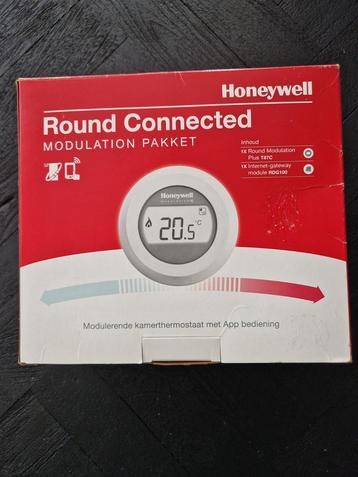 Honeywell
Round Connected
MODULATION PAKKET
Inhoud
1X Round Modulation
Plus T87C
1X Internet-gateway
module RDG100
Honeywell
20.5 °C
Modulerende kamerthermostaat met App bediening